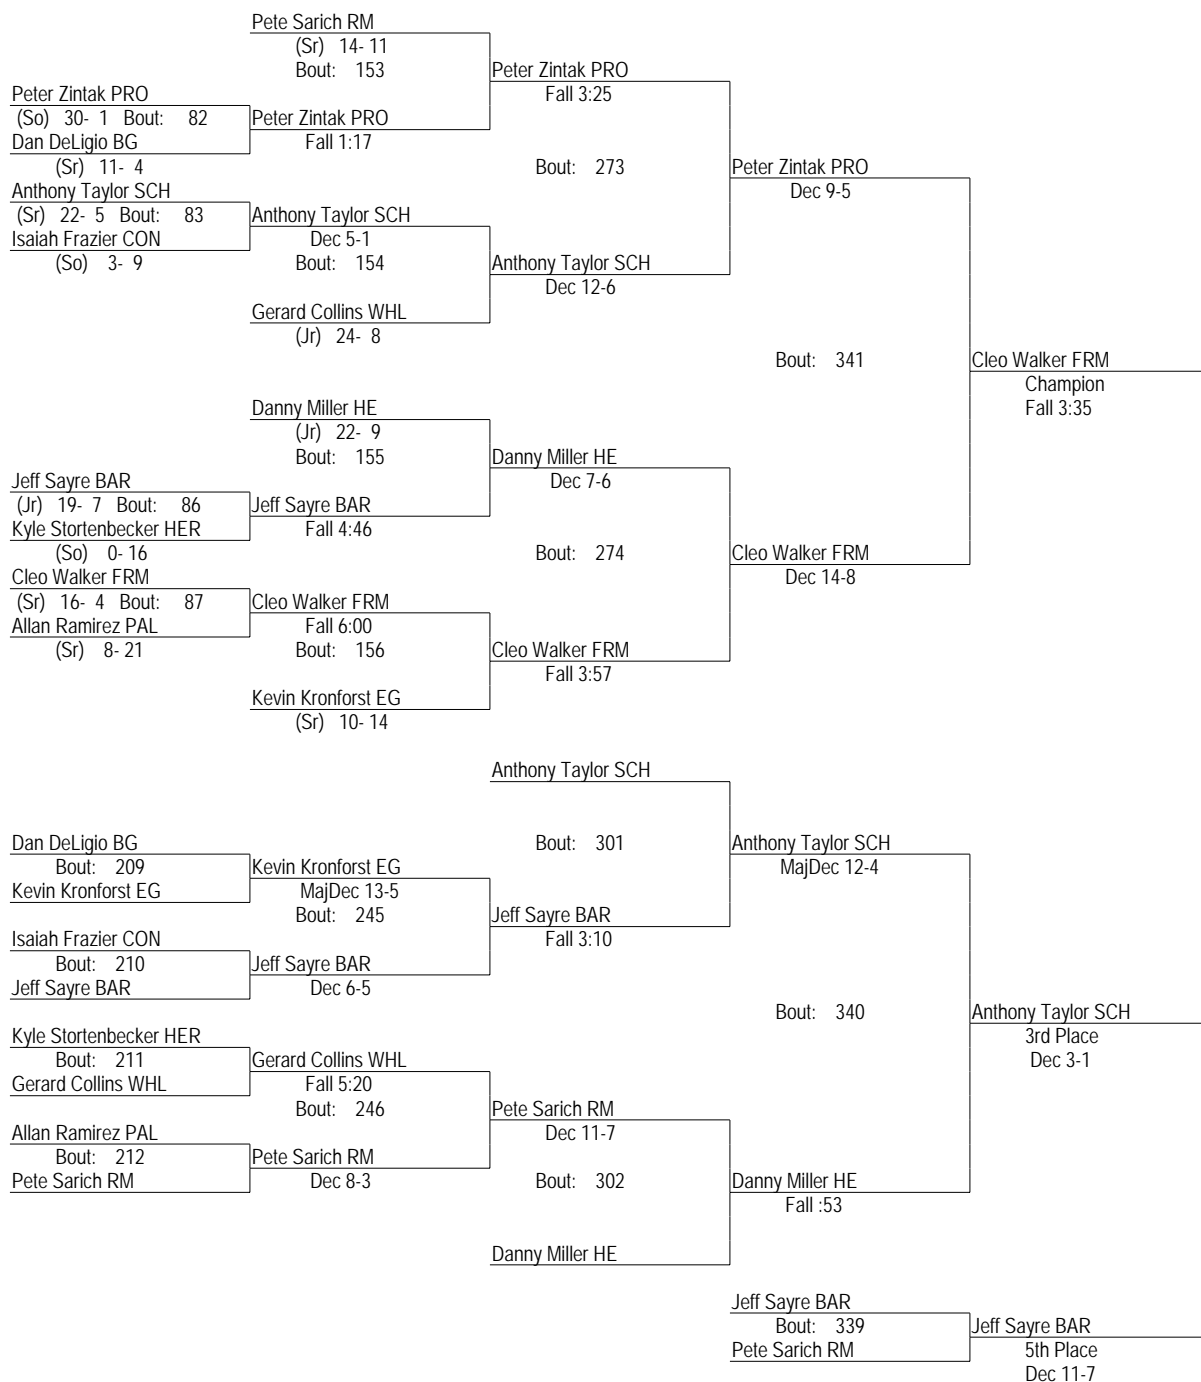 Pete Sarich RM
(Sr) 14- 11
Bout: 153
Peter Zintak PRO
Fall 3:25
Peter Zintak PRO
(So) 30- 1 Bout: 82
Peter Zintak PRO
Dan DeLigio BG
Fall 1:17
(Sr) 11- 4
Bout: 273
Peter Zintak PRO
Dec 9-5
Anthony Taylor SCH
(Sr) 22- 5 Bout: 83
Anthony Taylor SCH
Isaiah Frazier CON
Dec 5-1
(So) 3- 9
Bout: 154
Anthony Taylor SCH
Dec 12-6
Gerard Collins WHL
(Jr) 24- 8
Bout: 341
Cleo Walker FRM
Champion
Fall 3:35
Danny Miller HE
(Jr) 22- 9
Bout: 155
Danny Miller HE
Dec 7-6
Jeff Sayre BAR
(Jr) 19- 7 Bout: 86
Jeff Sayre BAR
Kyle Stortenbecker HER
Fall 4:46
(So) 0- 16
Bout: 274
Cleo Walker FRM
Dec 14-8
Cleo Walker FRM
(Sr) 16- 4 Bout: 87
Cleo Walker FRM
Allan Ramirez PAL
Fall 6:00
(Sr) 8- 21
Bout: 156
Cleo Walker FRM
Fall 3:57
Kevin Kronforst EG
(Sr) 10- 14
Anthony Taylor SCH
Dan DeLigio BG
Bout: 301
Anthony Taylor SCH
MajDec 12-4
Bout: 209
Kevin Kronforst EG
Kevin Kronforst EG
MajDec 13-5
Bout: 245
Jeff Sayre BAR
Fall 3:10
Isaiah Frazier CON
Bout: 210
Jeff Sayre BAR
Jeff Sayre BAR
Dec 6-5
Bout: 340
Anthony Taylor SCH
3rd Place
Dec 3-1
Kyle Stortenbecker HER
Bout: 211
Gerard Collins WHL
Gerard Collins WHL
Fall 5:20
Bout: 246
Pete Sarich RM
Dec 11-7
Allan Ramirez PAL
Bout: 212
Pete Sarich RM
Pete Sarich RM
Dec 8-3
Bout: 302
Danny Miller HE
Fall :53
Danny Miller HE
Jeff Sayre BAR
Bout: 339
Jeff Sayre BAR
Pete Sarich RM
5th Place
Dec 11-7